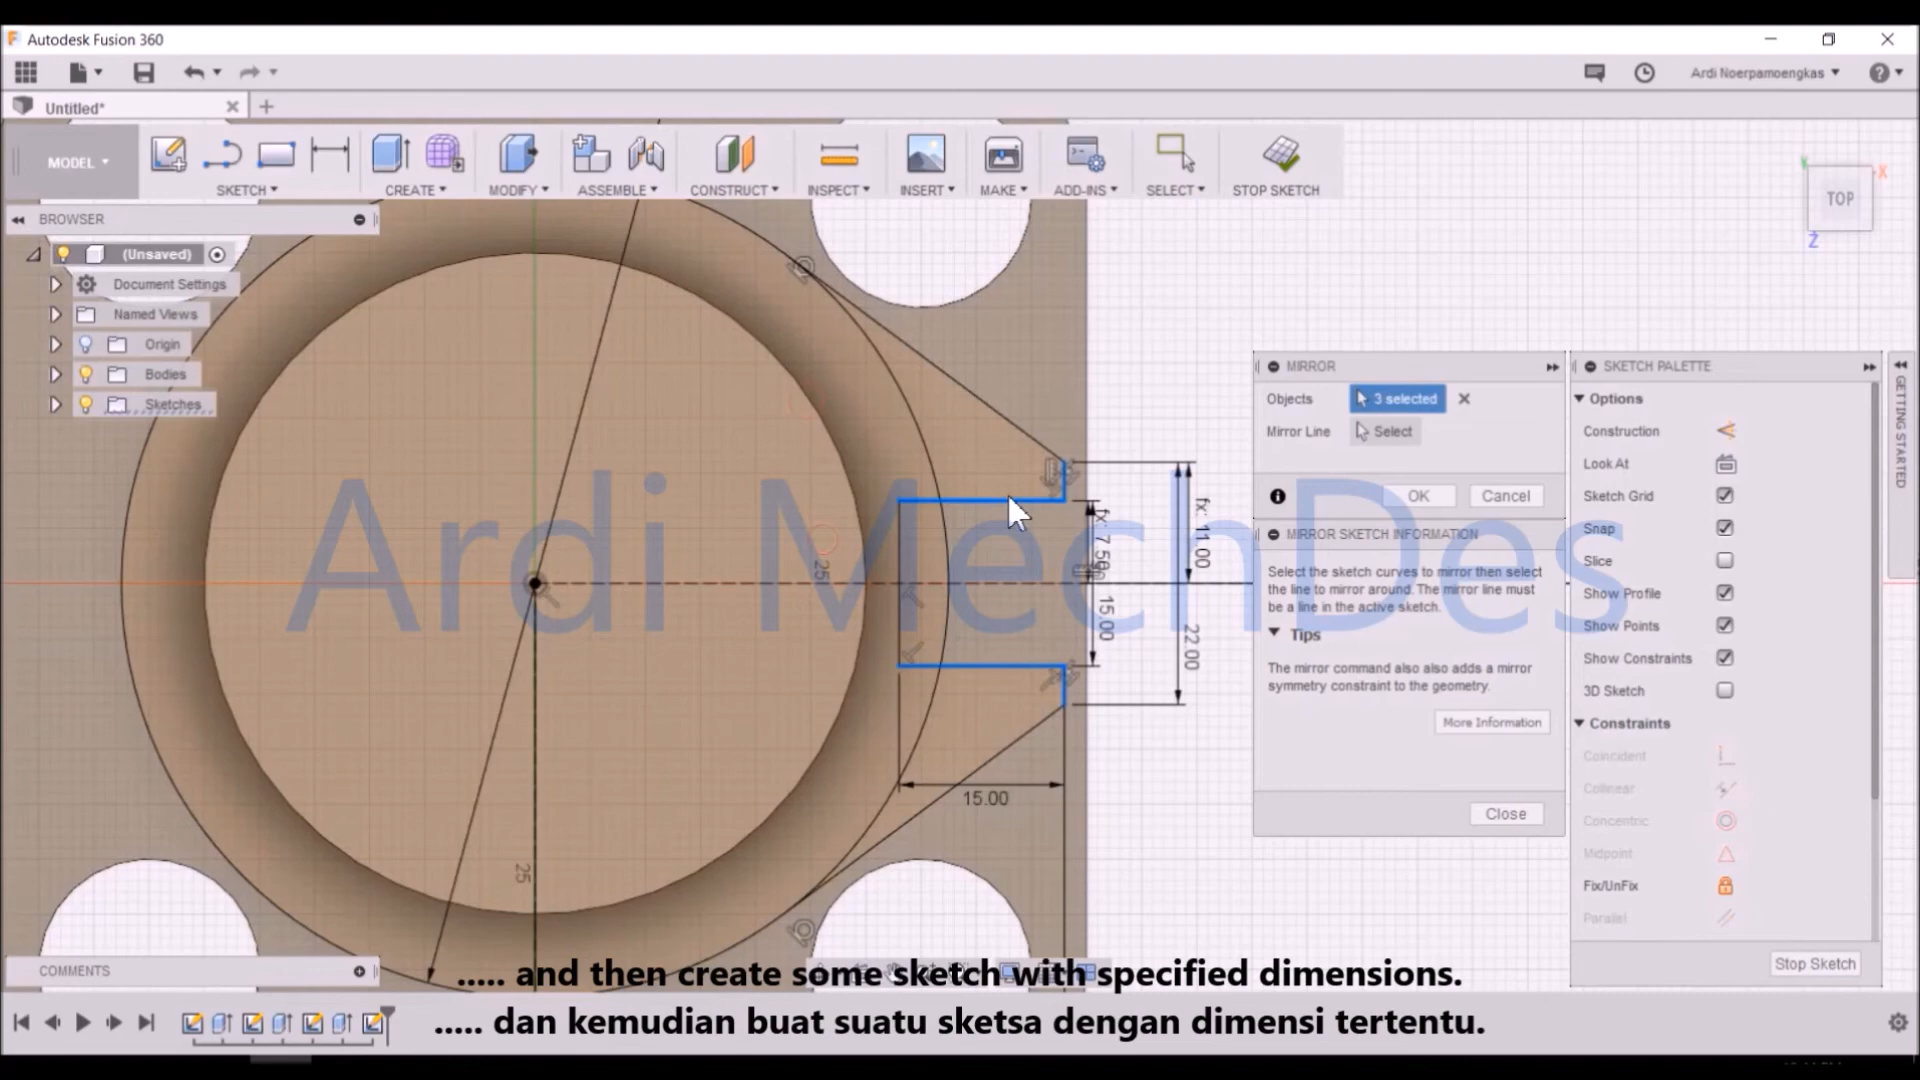 Autodesk Fusion 360
Ardi Noerpamoengkas
Untitled*
MODEL
SKETCH
CREATE
MODIFY
ASSEMBLE
CONSTRUCT
INSPECT
INSERT
MAKE
ADD-INS
SELECT
STOP SKETCH
TOP
X
Y
Z
BROWSER
(Unsaved)
Document Settings
Named Views
Origin
Bodies
Sketches
MIRROR
Objects
3 selected
Mirror Line
Select
OK
Cancel
MIRROR SKETCH INFORMATION
Select the sketch curves to mirror then select
the line to mirror around. The mirror line must
be a line in the active sketch.
Tips
The mirror command also also adds a mirror
symmetry constraint to the geometry.
More Information
Close
SKETCH PALETTE
Options
Construction
Look At
Sketch Grid
Snap
Slice
Show Profile
Show Points
Show Constraints
3D Sketch
Constraints
Coincident
Collinear
Concentric
Midpoint
Fix/UnFix
Parallel
Stop Sketch
GETTING STARTED
fx: 11.00
fx: 7.50
15.00
22.00
15.00
25
25
Ardi MechDes
COMMENTS
..... and then create some sketch with specified dimensions.
..... dan kemudian buat suatu sketsa dengan dimensi tertentu.